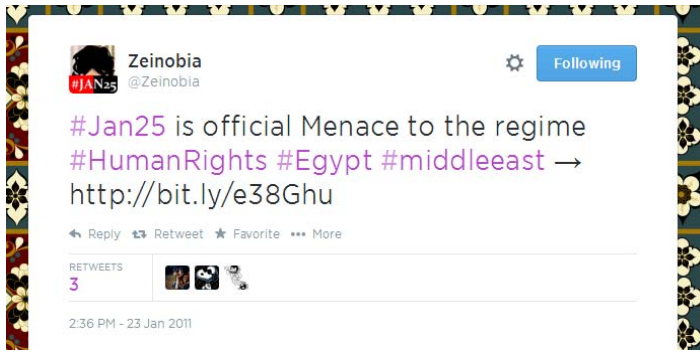 Zeinobia
@Zeinobia
Following
#JAN25
#Jan25 is official Menace to the regime
#HumanRights #Egypt #middleeast →
http://bit.ly/e38Ghu
Reply Retweet Favorite ••• More
RETWEETS
3
2:36 PM - 23 Jan 2011